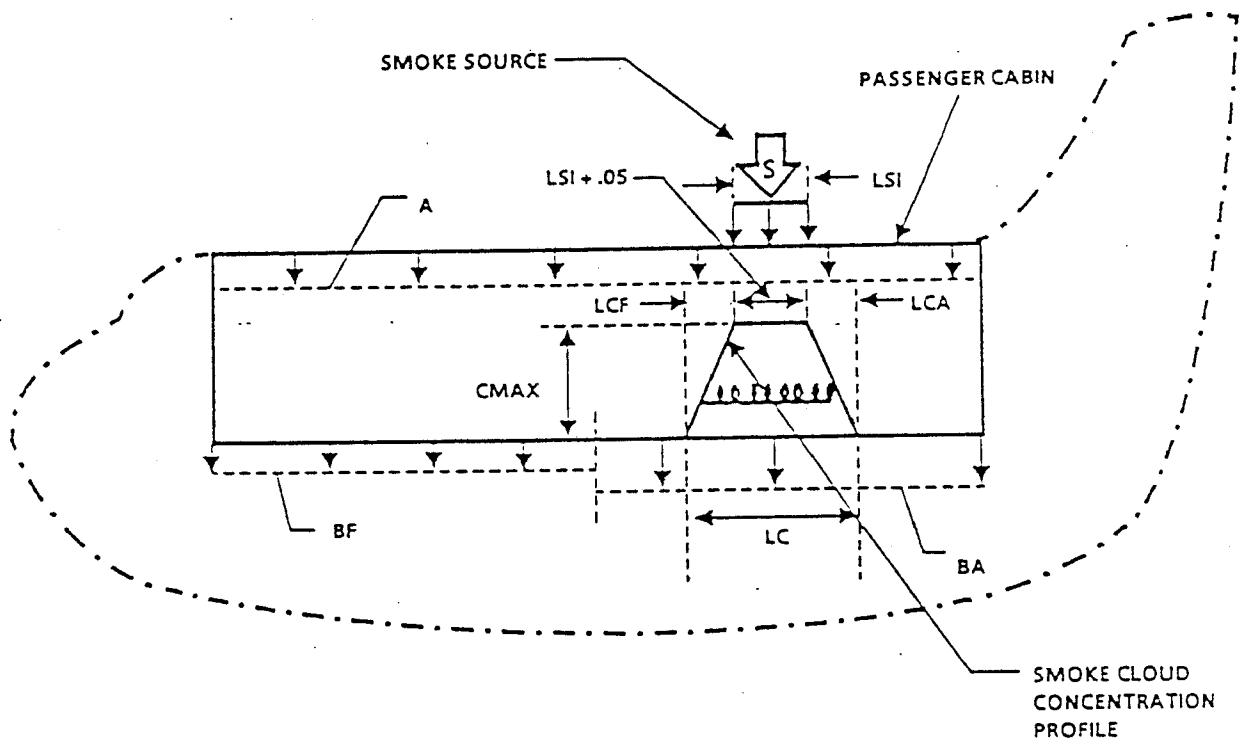 SMOKE SOURCE
PASSENGER CABIN
S
LSI + .05
LSI
A
LCF
LCA
CMAX
BF
LC
BA
SMOKE CLOUD
CONCENTRATION
PROFILE